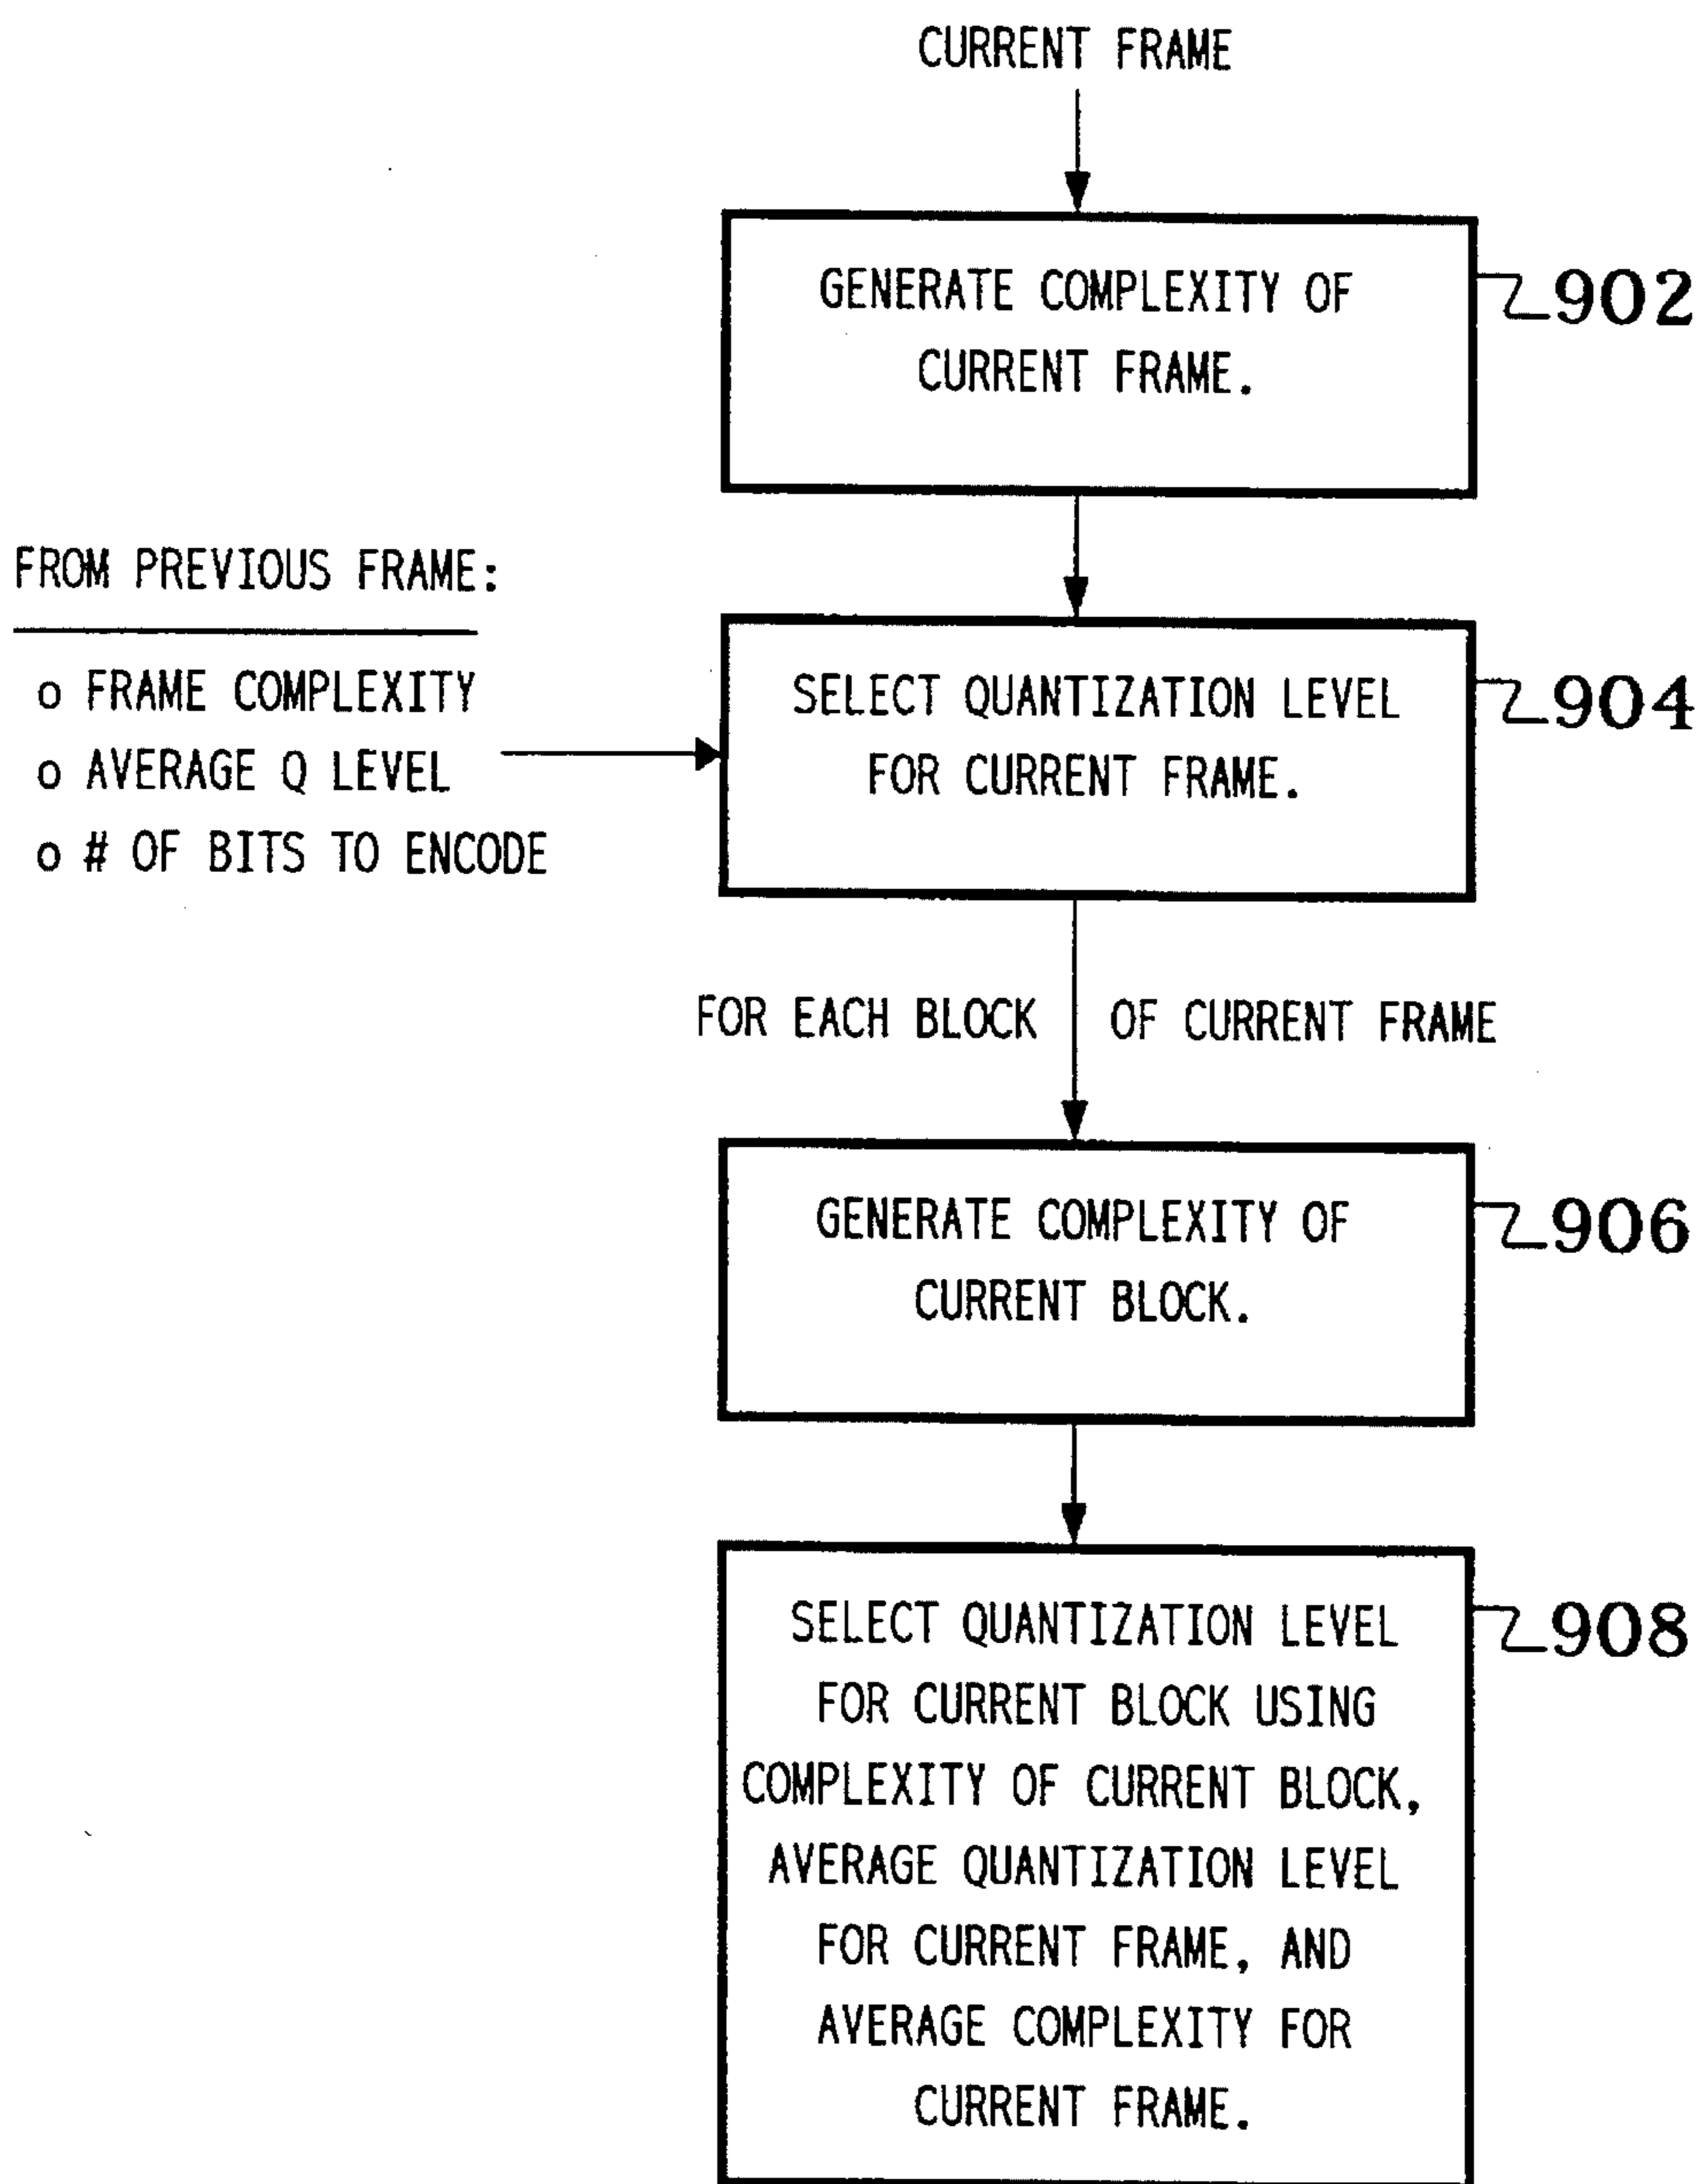 CURRENT FRAME
GENERATE COMPLEXITY OF
CURRENT FRAME.
902
FROM PREVIOUS FRAME:
o FRAME COMPLEXITY
o AVERAGE Q LEVEL
o # OF BITS TO ENCODE
SELECT QUANTIZATION LEVEL
FOR CURRENT FRAME.
904
FOR EACH BLOCK OF CURRENT FRAME
GENERATE COMPLEXITY OF
CURRENT BLOCK.
906
SELECT QUANTIZATION LEVEL
FOR CURRENT BLOCK USING
COMPLEXITY OF CURRENT BLOCK,
AVERAGE QUANTIZATION LEVEL
FOR CURRENT FRAME, AND
AVERAGE COMPLEXITY FOR
CURRENT FRAME.
908